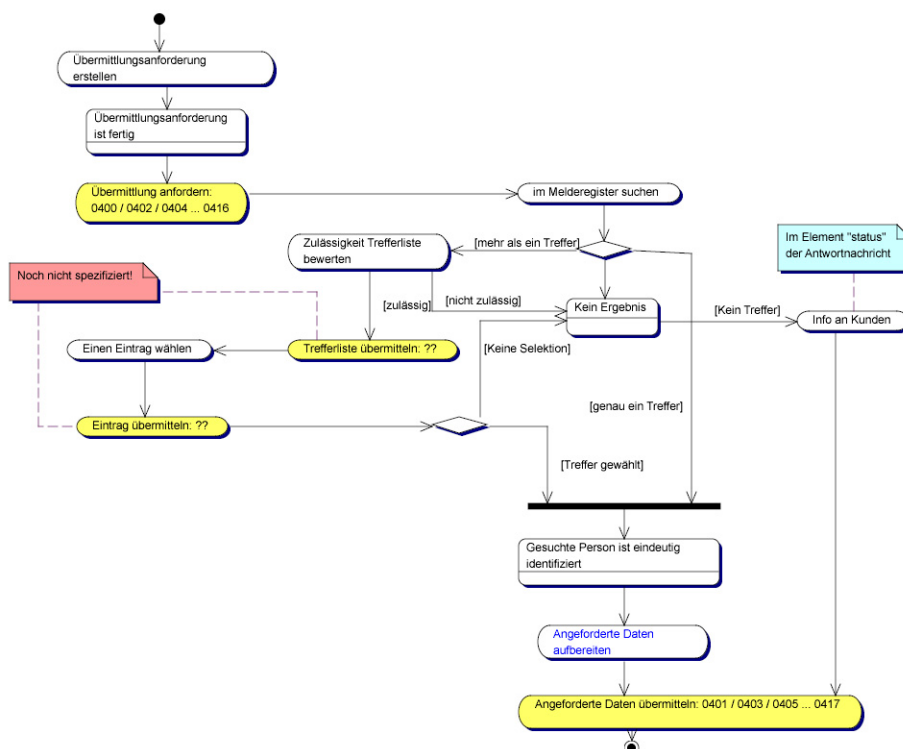 Übermittlungsanforderung
erstellen
Übermittlungsanforderung
ist fertig
Übermittlung anfordern:
0400 / 0402 / 0404 ... 0416
im Melderegister suchen
[mehr als ein Treffer]
Zulässigkeit Trefferliste
bewerten
Im Element "status"
der Antwortnachricht
Noch nicht spezifiziert!
[zulässig]
[nicht zulässig]
Kein Ergebnis
[Kein Treffer]
Info an Kunden
Einen Eintrag wählen
Trefferliste übermitteln: ??
[Keine Selektion]
[genau ein Treffer]
Eintrag übermitteln: ??
[Treffer gewählt]
Gesuchte Person ist eindeutig
identifiziert
Angeforderte Daten
aufbereiten
Angeforderte Daten übermitteln: 0401 / 0403 / 0405 ... 0417